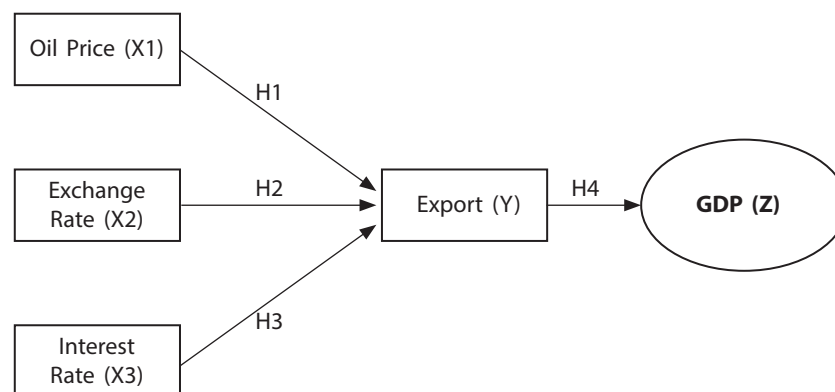 Oil Price (X1)
H1
Exchange
Rate (X2)
H2
Export (Y)
H4
GDP (Z)
H3
Interest
Rate (X3)